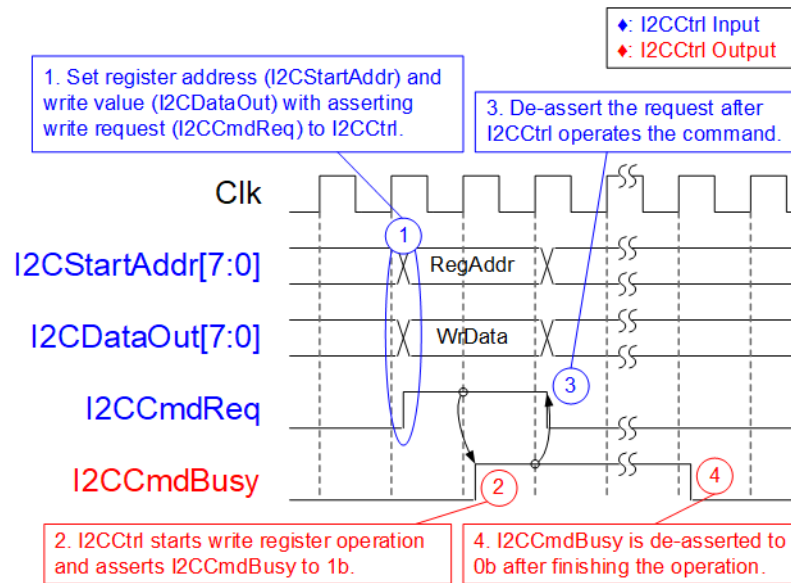 ♦: I2CCtrl Input
♦: I2CCtrl Output
1. Set register address (I2CStartAddr) and
write value (I2CDataOut) with asserting
write request (I2CCmdReq) to I2CCtrl.
3. De-assert the request after
I2CCtrl operates the command.
Clk
1
I2CStartAddr[7:0]
RegAddr
I2CDataOut[7:0]
WrData
I2CCmdReq
3
I2CCmdBusy
2
4
2. I2CCtrl starts write register operation
and asserts I2CCmdBusy to 1b.
4. I2CCmdBusy is de-asserted to
0b after finishing the operation.